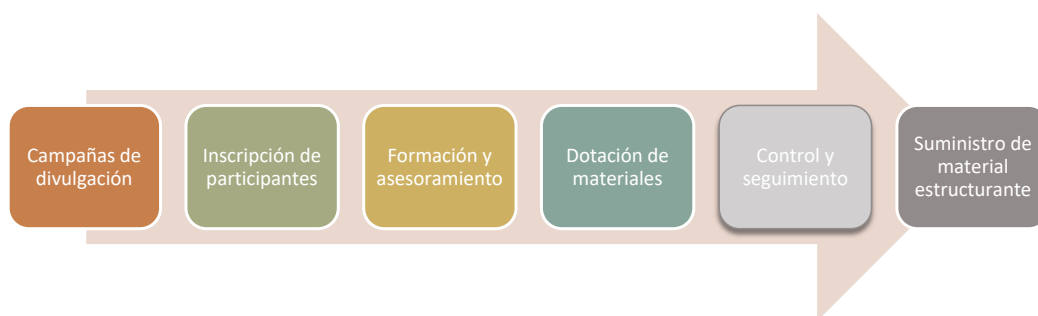 Campañas de
divulgación
Inscripción de
participantes
Formación y
asesoramiento
Dotación de
materiales
Control y
seguimiento
Suministro de
material
estructurante